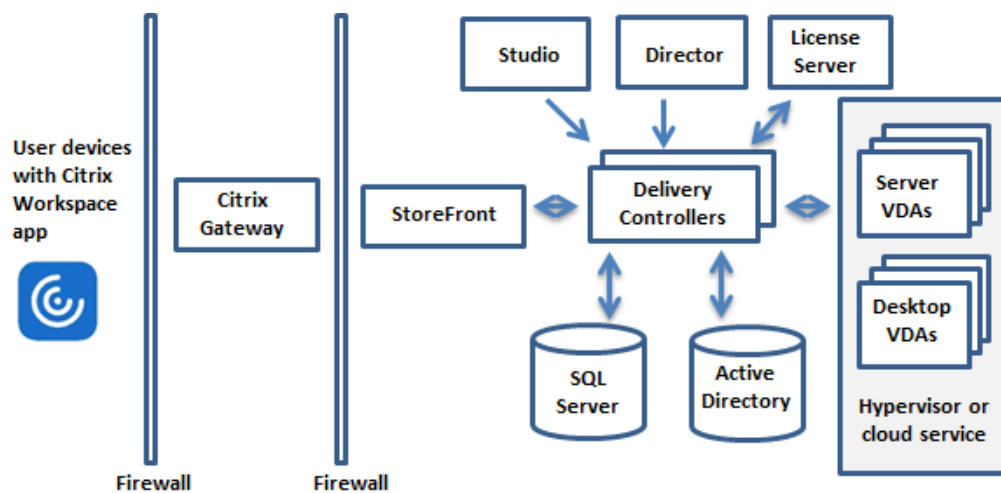 User devices
with Citrix
Workspace
app
Firewall
Citrix
Gateway
Firewall
StoreFront
Studio
Director
License
Server
Delivery
Controllers
SQL
Server
Active
Directory
Server
VDAs
Desktop
VDAs
Hypervisor or
cloud service